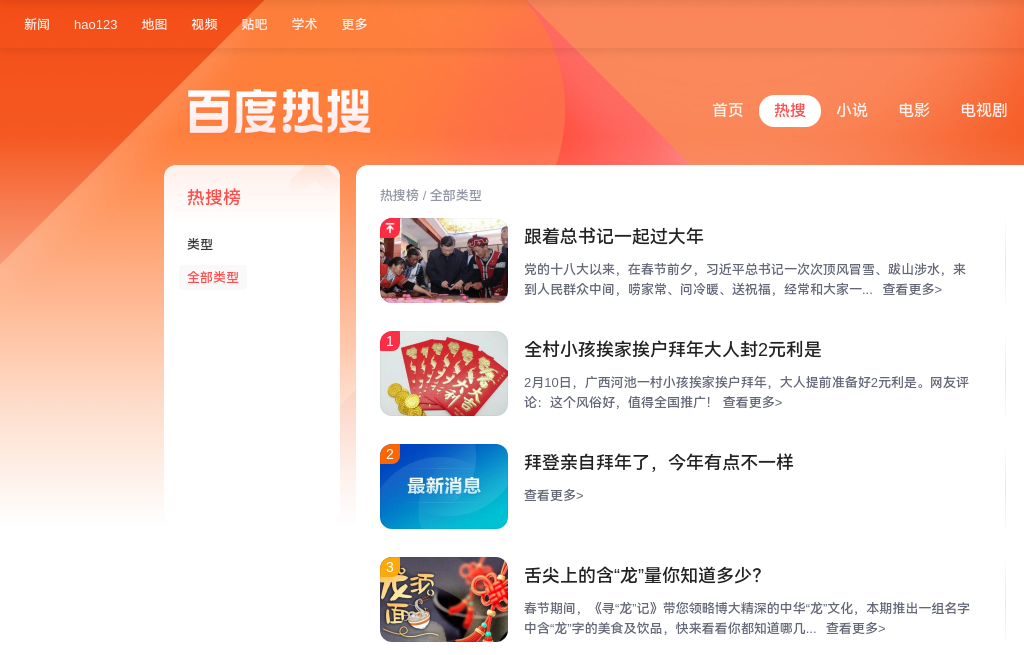 新闻 hao123 地图 视频 贴吧 学术 更多
百度热搜
首页 热搜 小说 电影 电视剧
热搜榜
类型
全部类型
热搜榜 / 全部类型
跟着总书记一起过大年
党的十八大以来，在春节前夕，习近平总书记一次次顶风冒雪、跋山涉水，来
到人民群众中间，唠家常、问冷暖、送祝福，经常和大家一... 查看更多>
1
全村小孩挨家挨户拜年大人封2元利是
2月10日，广西河池一村小孩挨家挨户拜年，大人提前准备好2元利是。网友评
论：这个风俗好，值得全国推广！ 查看更多>
大吉大利
2
最新消息
拜登亲自拜年了，今年有点不一样
查看更多>
3
龙须面
舌尖上的含“龙”量你知道多少？
春节期间，《寻“龙”记》带您领略博大精深的中华“龙”文化，本期推出一组名字
中含“龙”字的美食及饮品，快来看看你都知道哪几... 查看更多>